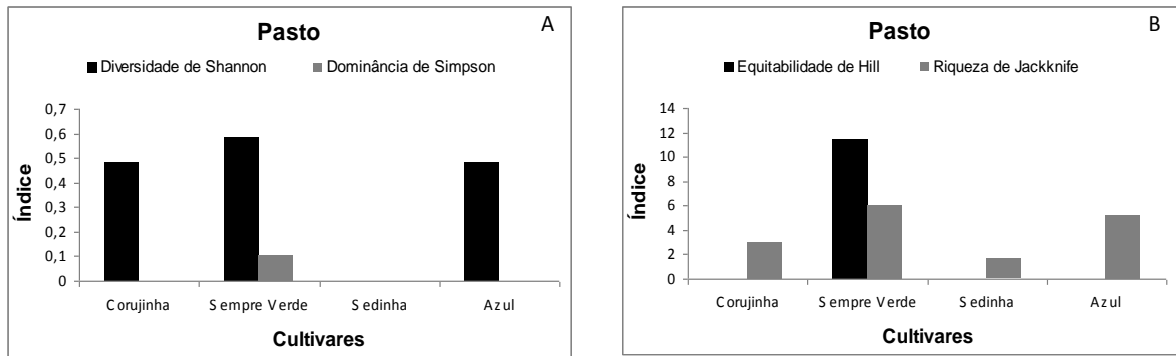 Pasto
A
Diversidade de Shannon
Dominância de Simpson
0,7
0,6
0,5
0,4
0,3
0,2
0,1
0
Índice
Corujinha
Sempre Verde
Sedinha
Azul
Cultivares
Pasto
B
Equitabilidade de Hill
Riqueza de Jackknife
14
12
10
8
6
4
2
0
Índice
Corujinha
Sempre Verde
Sedinha
Azul
Cultivares